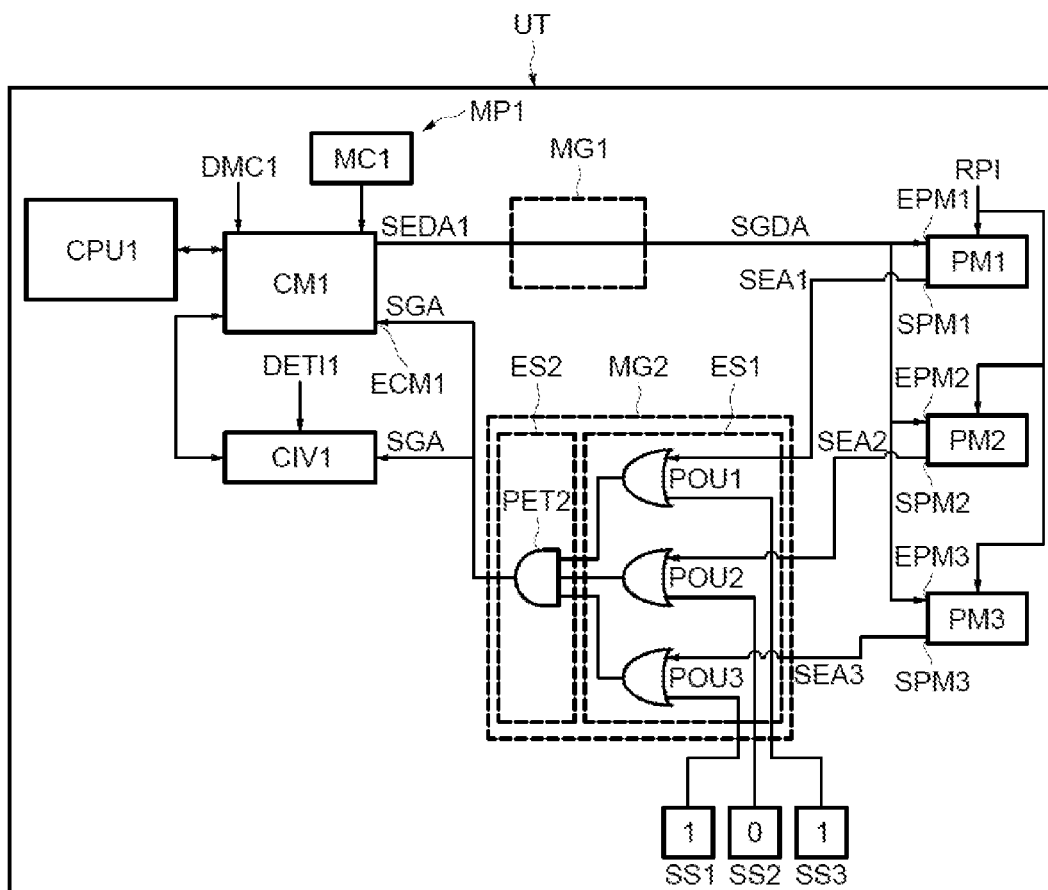 UT
MP1
MC1
DMC1
MG1
RPI
CPU1
CM1
SEDA1
SGDA
EPM1
PM1
SEA1
SPM1
SGA
ECM1
DETI1
ES2
MG2
ES1
EPM2
PM2
SEA2
SPM2
CIV1
SGA
POU1
PET2
EPM3
POU2
PM3
POU3
SEA3
SPM3
1
0
1
SS1
SS2
SS3